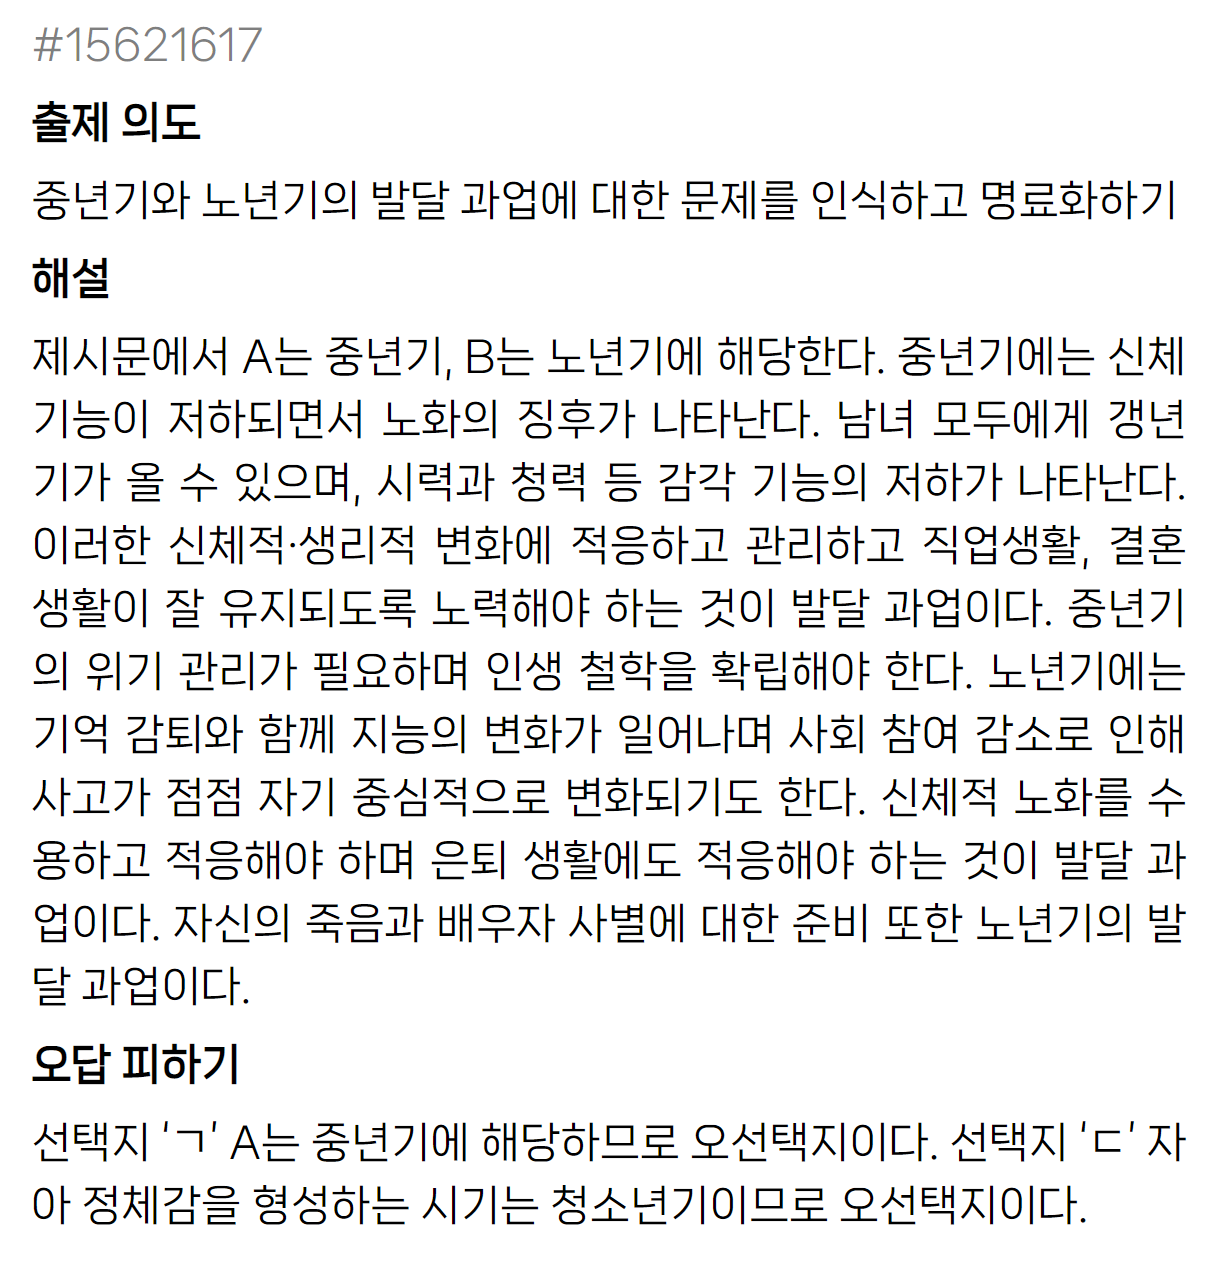 #15621617
출제 의도
중년기와 노년기의 발달 과업에 대한 문제를 인식하고 명료화하기
해설
제시문에서 A는 중년기, B는 노년기에 해당한다. 중년기에는 신체
기능이 저하되면서 노화의 징후가 나타난다. 남녀 모두에게 갱년
기가 올 수 있으며, 시력과 청력 등 감각 기능의 저하가 나타난다.
이러한 신체적·생리적 변화에 적응하고 관리하고 직업생활, 결혼
생활이 잘 유지되도록 노력해야 하는 것이 발달 과업이다. 중년기
의 위기 관리가 필요하며 인생 철학을 확립해야 한다. 노년기에는
기억 감퇴와 함께 지능의 변화가 일어나며 사회 참여 감소로 인해
사고가 점점 자기 중심적으로 변화되기도 한다. 신체적 노화를 수
용하고 적응해야 하며 은퇴 생활에도 적응해야 하는 것이 발달 과
업이다. 자신의 죽음과 배우자 사별에 대한 준비 또한 노년기의 발
달 과업이다.
오답 피하기
선택지 ‘ㄱ’ A는 중년기에 해당하므로 오선택지이다. 선택지 ‘ㄷ’ 자
아 정체감을 형성하는 시기는 청소년기이므로 오선택지이다.